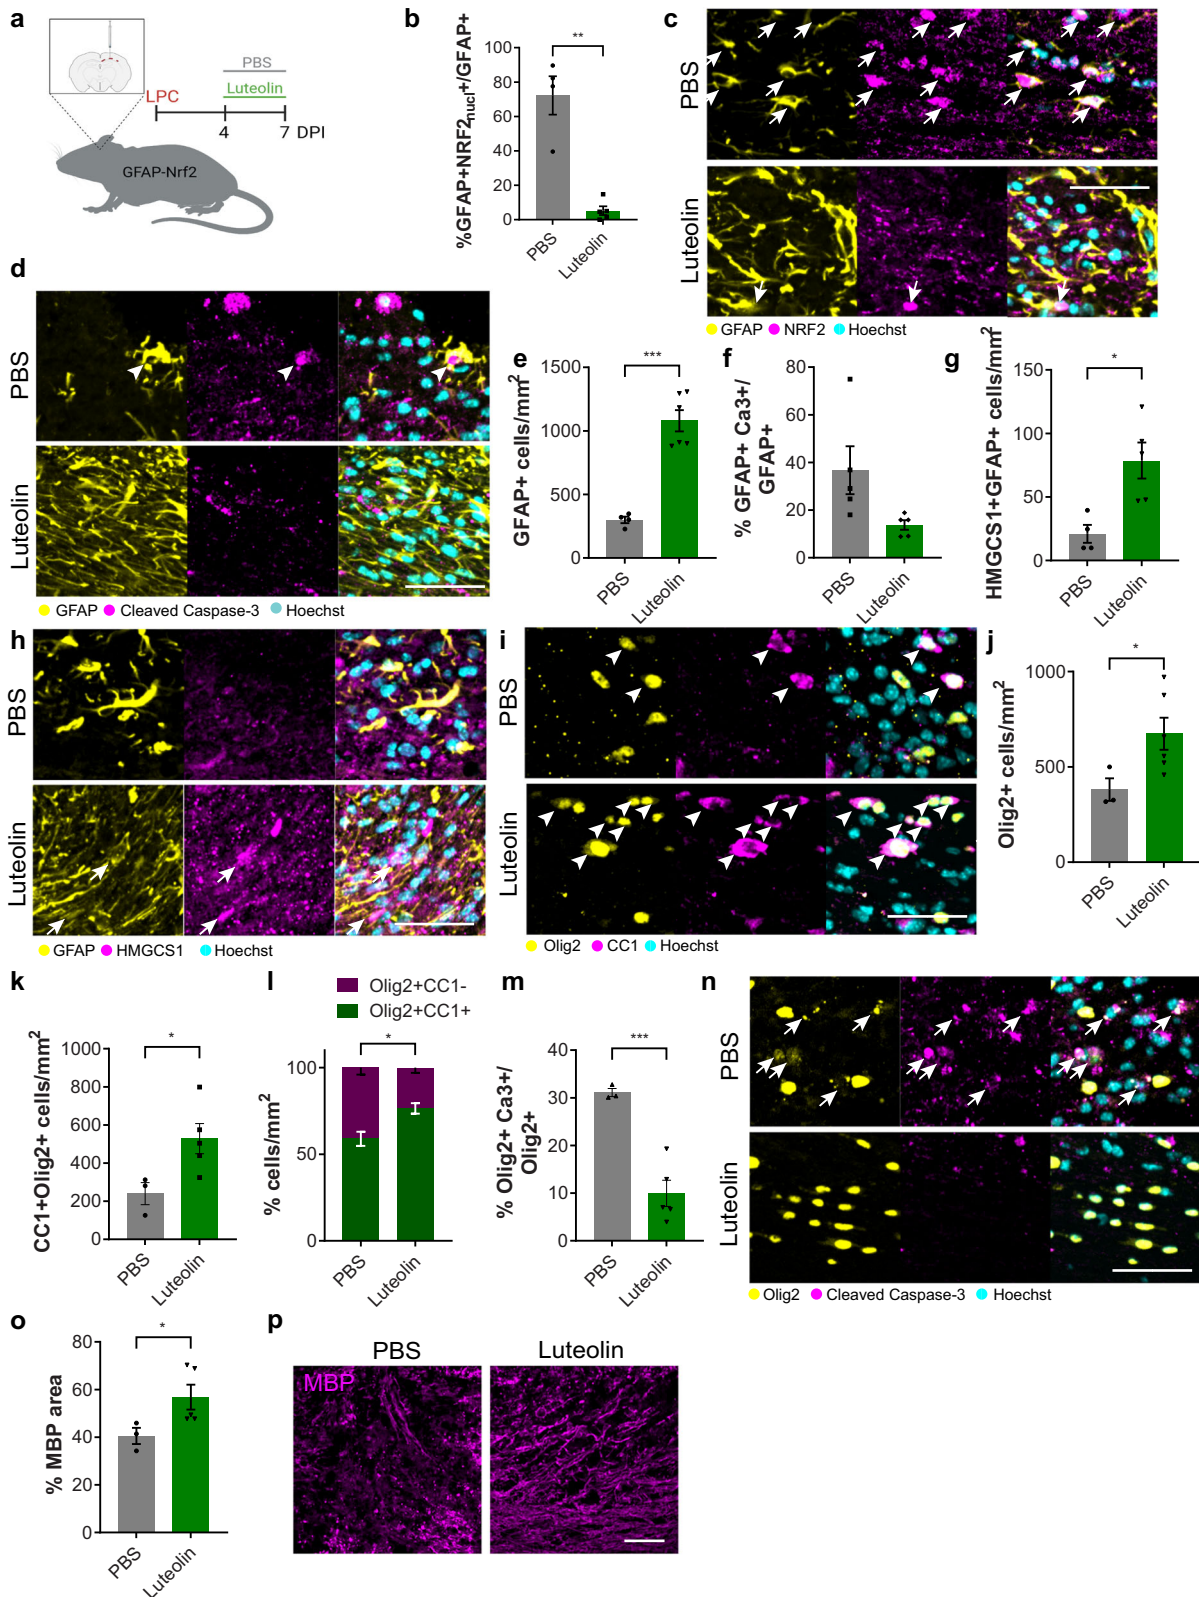 a
PBS
Luteolin
LPC
4
7
DPI
GFAP-Nrf2
b
%GFAP+NRF2nucl+/GFAP+
100
80
60
40
20
0
**
PBS
Luteolin
c
PBS
Luteolin
GFAP NRF2 Hoechst
d
PBS
Luteolin
GFAP Cleaved Caspase-3 Hoechst
e
GFAP+ cells/mm²
1500
1000
500
0
***
PBS
Luteolin
f
% GFAP+ Ca3+/
GFAP+
80
60
40
20
0
PBS
Luteolin
g
HMGCS1+GFAP+ cells/mm²
150
100
50
0
*
PBS
Luteolin
h
PBS
Luteolin
GFAP HMGCS1 Hoechst
i
PBS
Luteolin
Olig2 CC1 Hoechst
j
Olig2+ cells/mm²
1000
500
0
*
PBS
Luteolin
k
CC1+Olig2+ cells/mm²
1000
800
600
400
200
0
*
PBS
Luteolin
l
Olig2+CC1-
Olig2+CC1+
% cells/mm²
100
50
0
*
PBS
Luteolin
m
% Olig2+ Ca3+/
Olig2+
40
30
20
10
0
***
PBS
Luteolin
n
PBS
Luteolin
Olig2 Cleaved Caspase-3 Hoechst
o
% MBP area
80
60
40
20
0
*
PBS
Luteolin
p
PBS
Luteolin
MBP